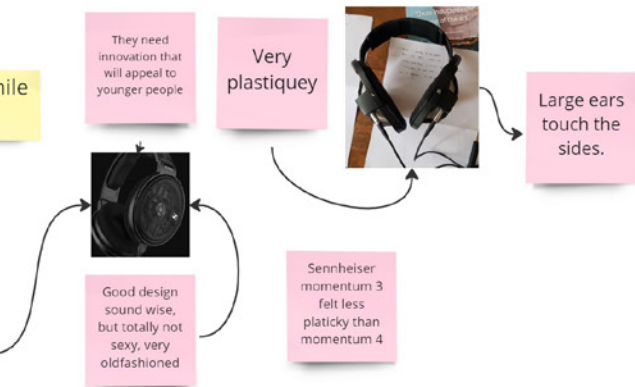 They need
innovation that
will appeal to
younger people
Very
plastiquey
Large ears
touch the
sides.
Good design
sound wise,
but totally not
sexy, very
oldfashioned
Sennheiser
momentum 3
felt less
platicky than
momentum 4